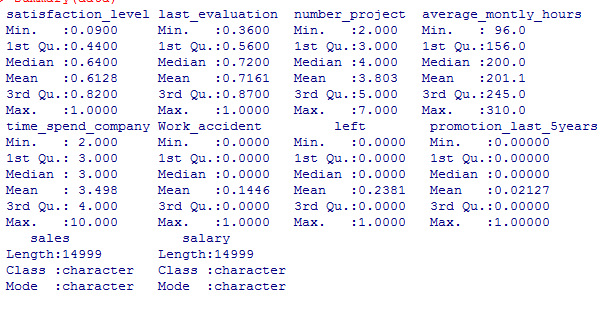 > summary(data)
satisfaction_level last_evaluation number_project average_montly_hours
Min.   :0.0900 Min.   :0.3600 Min.   :2.000 Min.   : 96.0
1st Qu.:0.4400 1st Qu.:0.5600 1st Qu.:3.000 1st Qu.:156.0
Median :0.6400 Median :0.7200 Median :4.000 Median :200.0
Mean   :0.6128 Mean   :0.7161 Mean   :3.803 Mean   :201.1
3rd Qu.:0.8200 3rd Qu.:0.8700 3rd Qu.:5.000 3rd Qu.:245.0
Max.   :1.0000 Max.   :1.0000 Max.   :7.000 Max.   :310.0
time_spend_company Work_accident left promotion_last_5years
Min.   : 2.000 Min.   :0.0000 Min.   :0.0000 Min.   :0.00000
1st Qu.: 3.000 1st Qu.:0.0000 1st Qu.:0.0000 1st Qu.:0.00000
Median : 3.000 Median :0.0000 Median :0.0000 Median :0.00000
Mean   : 3.498 Mean   :0.1446 Mean   :0.2381 Mean   :0.02127
3rd Qu.: 4.000 3rd Qu.:0.0000 3rd Qu.:0.0000 3rd Qu.:0.00000
Max.   :10.000 Max.   :1.0000 Max.   :1.0000 Max.   :1.00000
sales salary
Length:14999 Length:14999
Class :character Class :character
Mode  :character Mode  :character